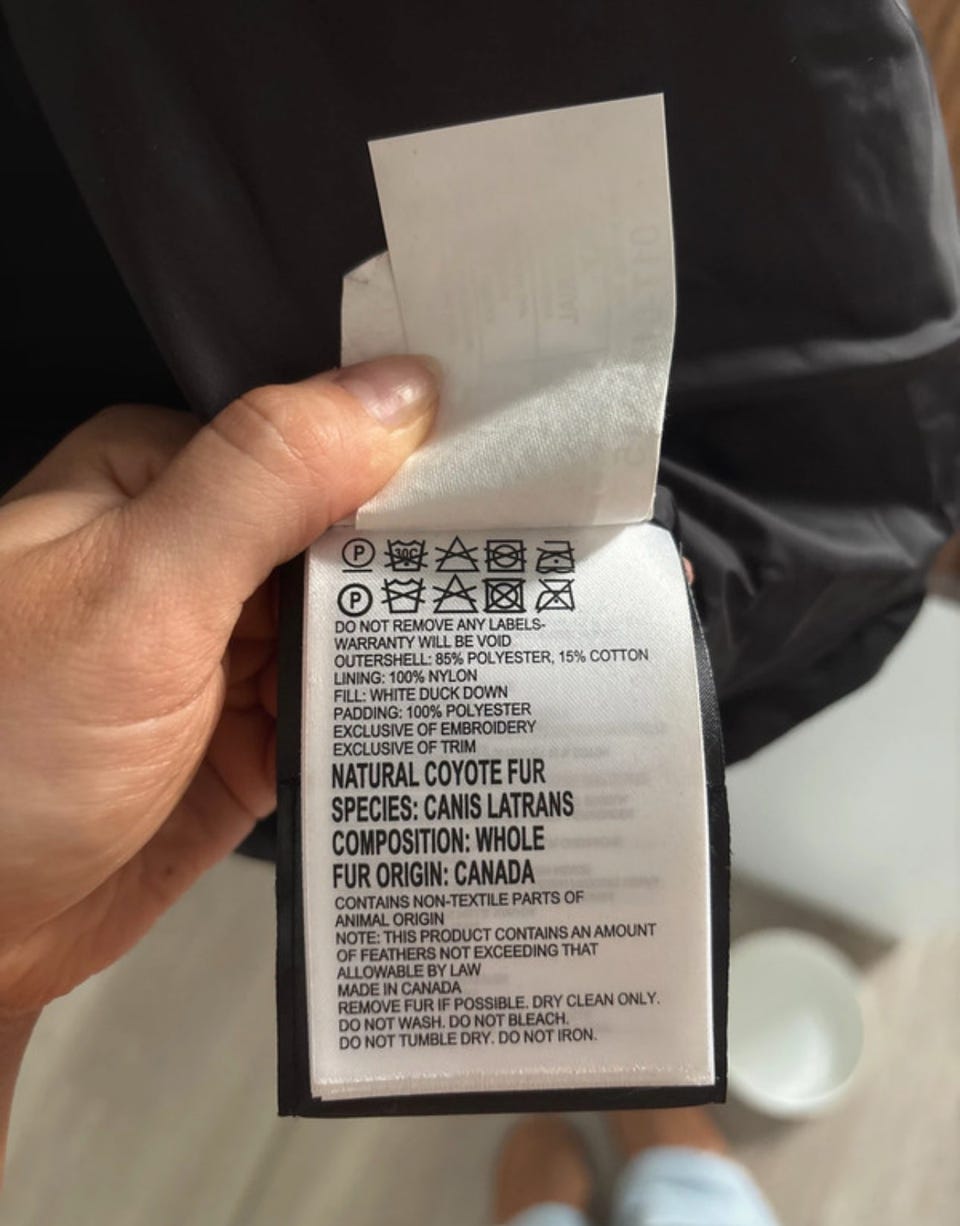 P 30C
P
DO NOT REMOVE ANY LABELS-
WARRANTY WILL BE VOID
OUTERSHELL: 85% POLYESTER, 15% COTTON
LINING: 100% NYLON
FILL: WHITE DUCK DOWN
PADDING: 100% POLYESTER
EXCLUSIVE OF EMBROIDERY
EXCLUSIVE OF TRIM
NATURAL COYOTE FUR
SPECIES: CANIS LATRANS
COMPOSITION: WHOLE
FUR ORIGIN: CANADA
CONTAINS NON-TEXTILE PARTS OF
ANIMAL ORIGIN
NOTE: THIS PRODUCT CONTAINS AN AMOUNT
OF FEATHERS NOT EXCEEDING THAT
ALLOWABLE BY LAW
MADE IN CANADA
REMOVE FUR IF POSSIBLE. DRY CLEAN ONLY.
DO NOT WASH. DO NOT BLEACH.
DO NOT TUMBLE DRY. DO NOT IRON.